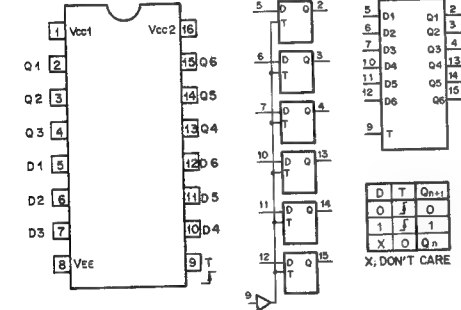 1 Vcc1 Vcc2 16
Q1 2 15 Q6
Q2 3 14 Q5
Q3 4 13 Q4
D1 5 12 D6
D2 6 11 D5
D3 7 10 D4
8 VEE 9 T
5 D Q 2
T
6 D Q 3
T
7 D Q 4
T
10 D Q 13
T
11 D Q 14
T
12 D Q 15
T
9
5 D1 Q1 2
6 D2 Q2 3
7 D3 Q3 4
10 D4 Q4 13
11 D5 Q5 14
12 D6 Q6 15
9 T
D T Qn+1
0 0
1 1
X 0 Qn
X; DON'T CARE